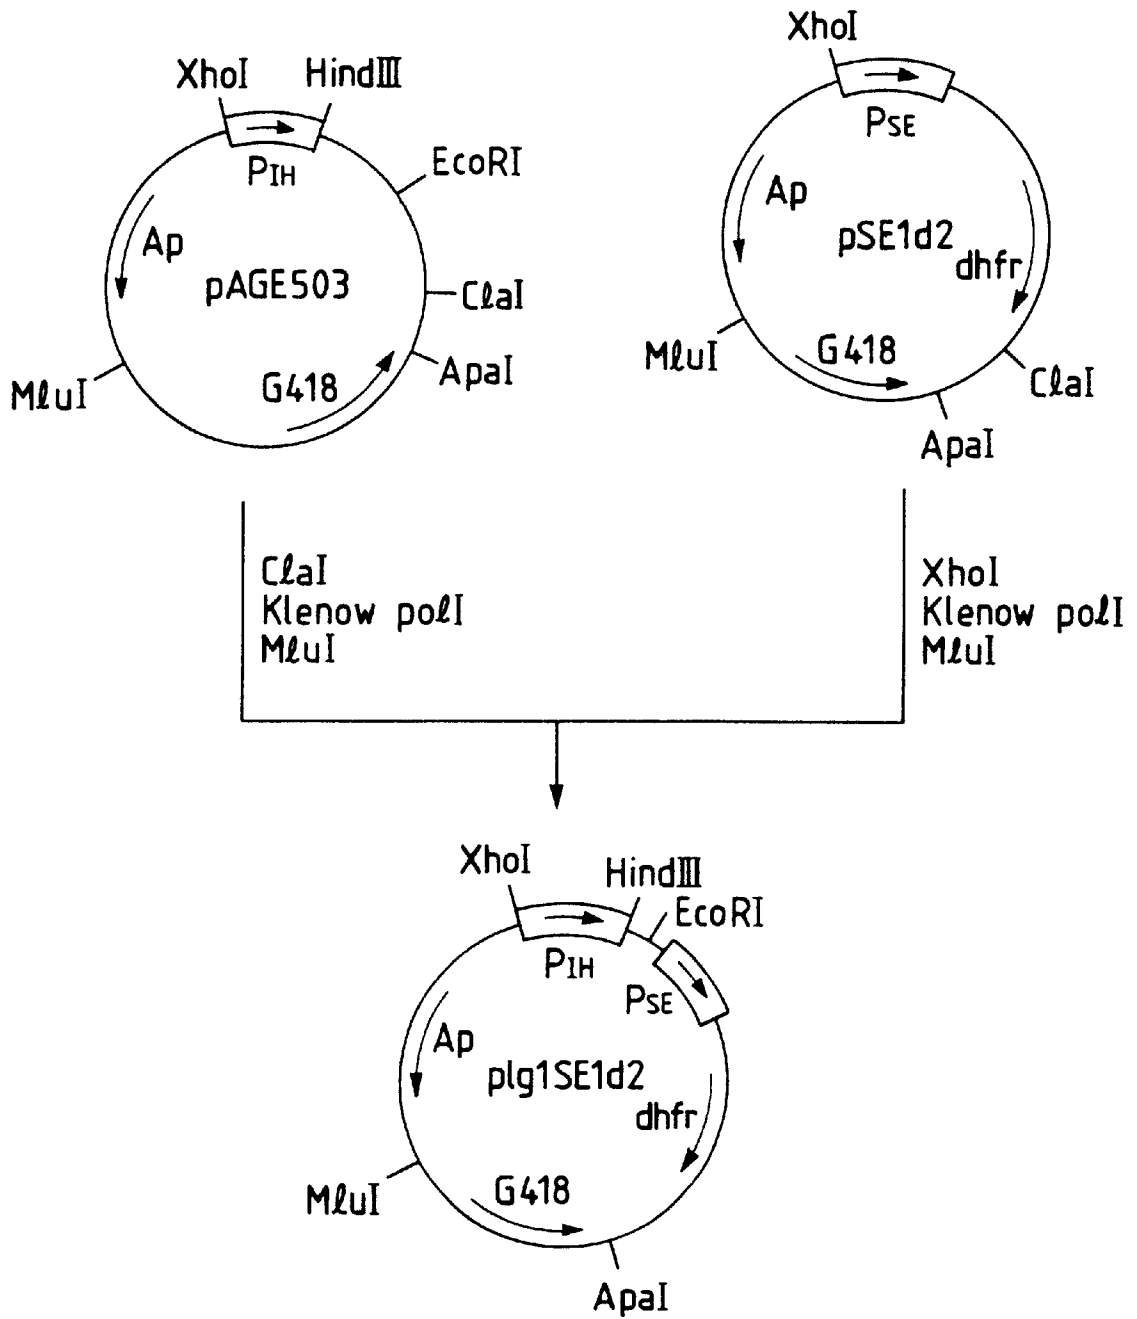 XhoI
HindIII
PIH
EcoRI
Ap
pAGE503
ClaI
ApaI
G418
MluI
XhoI
PSE
Ap
pSE1d2
dhfr
MluI
G418
ClaI
ApaI
ClaI
Klenow polI
MluI
XhoI
Klenow polI
MluI
XhoI
HindIII
EcoRI
PIH
PSE
Ap
pIg1SE1d2
dhfr
MluI
G418
ApaI